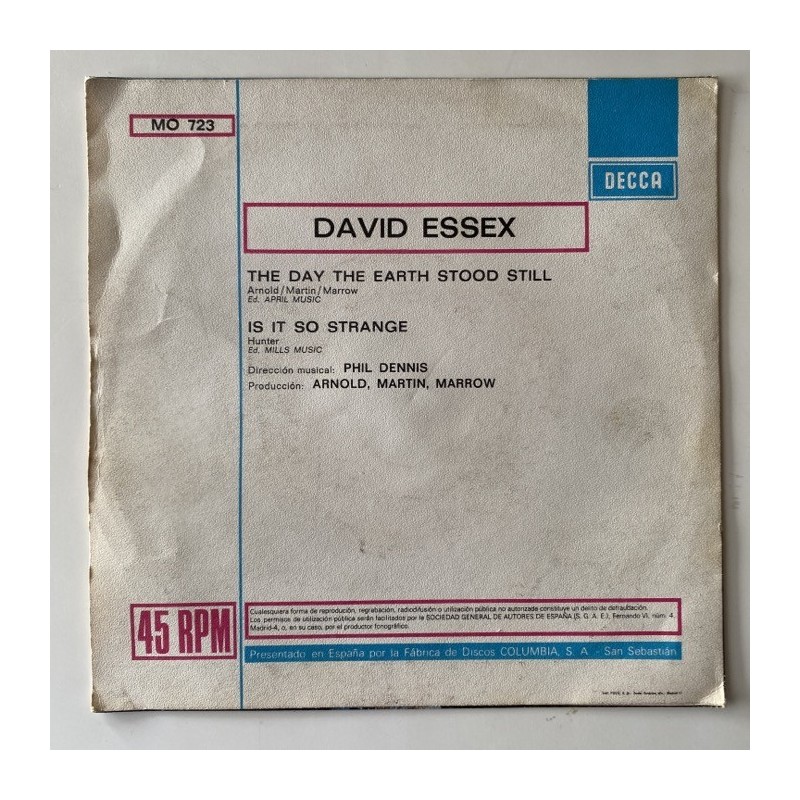 MO 723
DECCA
DAVID ESSEX
THE DAY THE EARTH STOOD STILL
Arnold/Martin/Marrow
Ed. APRIL MUSIC
IS IT SO STRANGE
Hunter
Ed. MILLS MUSIC
Dirección musical: PHIL DENNIS
Producción: ARNOLD, MARTIN, MARROW
45 RPM
Cualesquiera forma de reproducción, regrabación, radiodifusión o utilización pública no autorizada constituye un delito de defraudación.
Los permisos de utilización pública serán facilitados por la SOCIEDAD GENERAL DE AUTORES DE ESPAÑA (S. G. A. E.), Fernando VI, núm. 4,
Madrid-4, o, en su caso, por el productor fonográfico.
Presentado en España por la Fábrica de Discos COLUMBIA, S. A. - San Sebastián